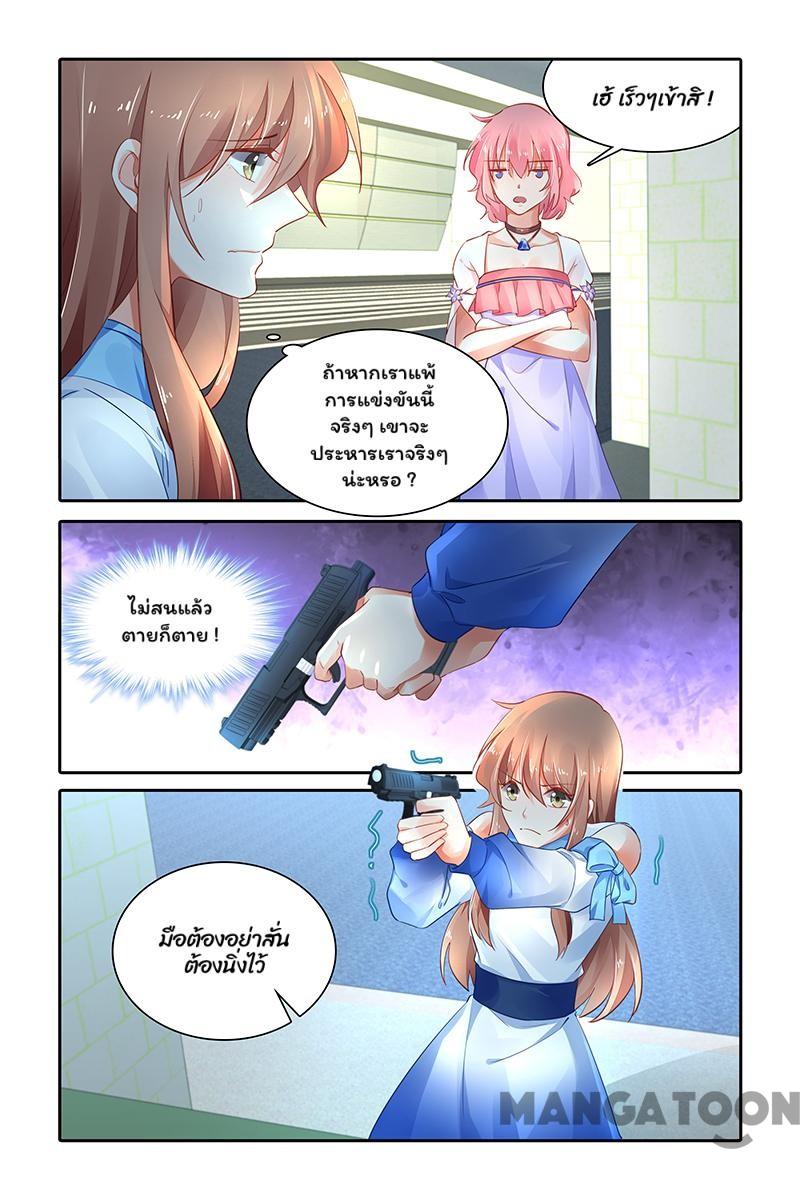 เฮ้ เร็วๆเข้าสิ !
ถ้าหากเราแพ้
การแข่งขันนี้
จริงๆ เขาจะ
ประหารเราจริงๆ
น่ะหรอ ?
ไม่สนแล้ว
ตายก็ตาย !
มือต้องอย่าสั่น
ต้องนิ่งไว้
MANGATOON